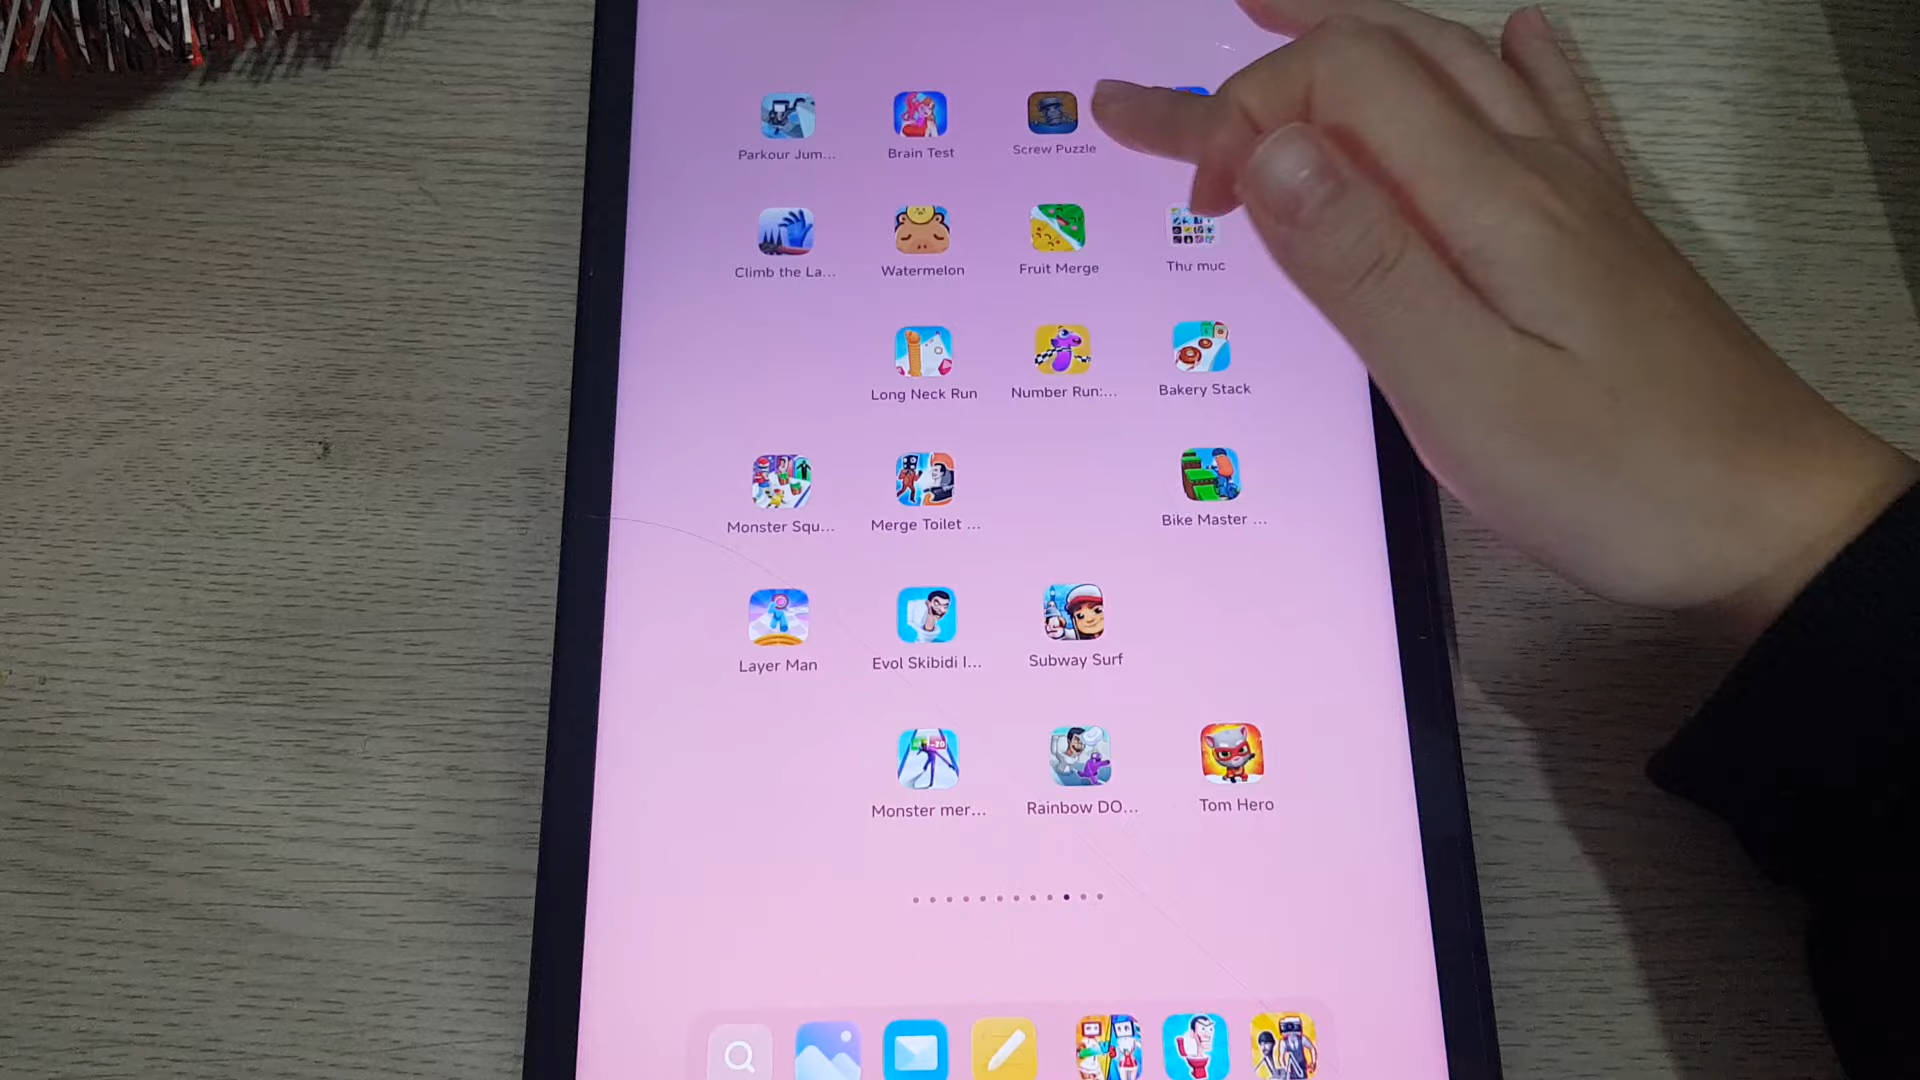 Parkour Jum...
Brain Test
Screw Puzzle
Climb the La...
Watermelon
Fruit Merge
Thư mục
Long Neck Run
Number Run:...
Bakery Stack
Monster Squ...
Merge Toilet ...
Bike Master ...
Layer Man
Evol Skibidi I...
Subway Surf
Monster mer...
Rainbow DO...
Tom Hero